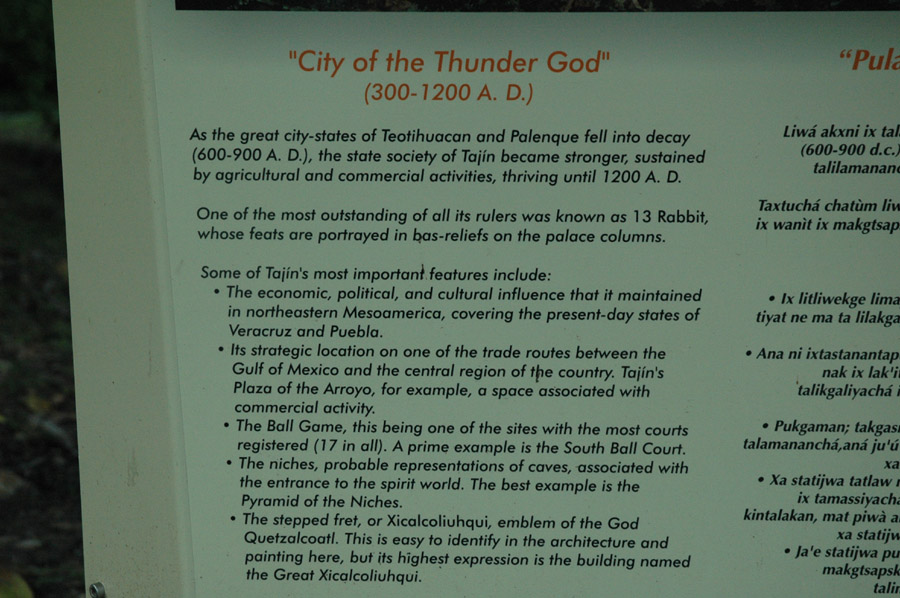 "City of the Thunder God"
(300-1200 A. D.)
As the great city-states of Teotihuacan and Palenque fell into decay
(600-900 A. D.), the state society of Tajín became stronger, sustained
by agricultural and commercial activities, thriving until 1200 A. D.
One of the most outstanding of all its rulers was known as 13 Rabbit,
whose feats are portrayed in bas-reliefs on the palace columns.
Some of Tajín's most important features include:
• The economic, political, and cultural influence that it maintained
in northeastern Mesoamerica, covering the present-day states of
Veracruz and Puebla.
• Its strategic location on one of the trade routes between the
Gulf of Mexico and the central region of the country. Tajín's
Plaza of the Arroyo, for example, a space associated with
commercial activity.
• The Ball Game, this being one of the sites with the most courts
registered (17 in all). A prime example is the South Ball Court.
• The niches, probable representations of caves, associated with
the entrance to the spirit world. The best example is the
Pyramid of the Niches.
• The stepped fret, or Xicalcoliuhqui, emblem of the God
Quetzalcoatl. This is easy to identify in the architecture and
painting here, but its highest expression is the building named
the Great Xicalcoliuhqui.
“Pula
Liwá akxni ix tal
(600-900 d.c.)
talilamananc
Taxtuchá chatùm liw
ix wanìt ix makgtsap
• Ix litliwekge lima
tiyat ne ma ta lilakga
• Ana ni ixtastanantap
nak ix lak'it
talikgaliyachá i
• Pukgaman; takgasi
talamananchá,aná ju'ú
xa
• Xa statijwa tatlaw n
ix tamassiyachá
kintalakan, mat piwà a
xa statijw
• Ja'e statijwa pu
makgtsapsk
talin